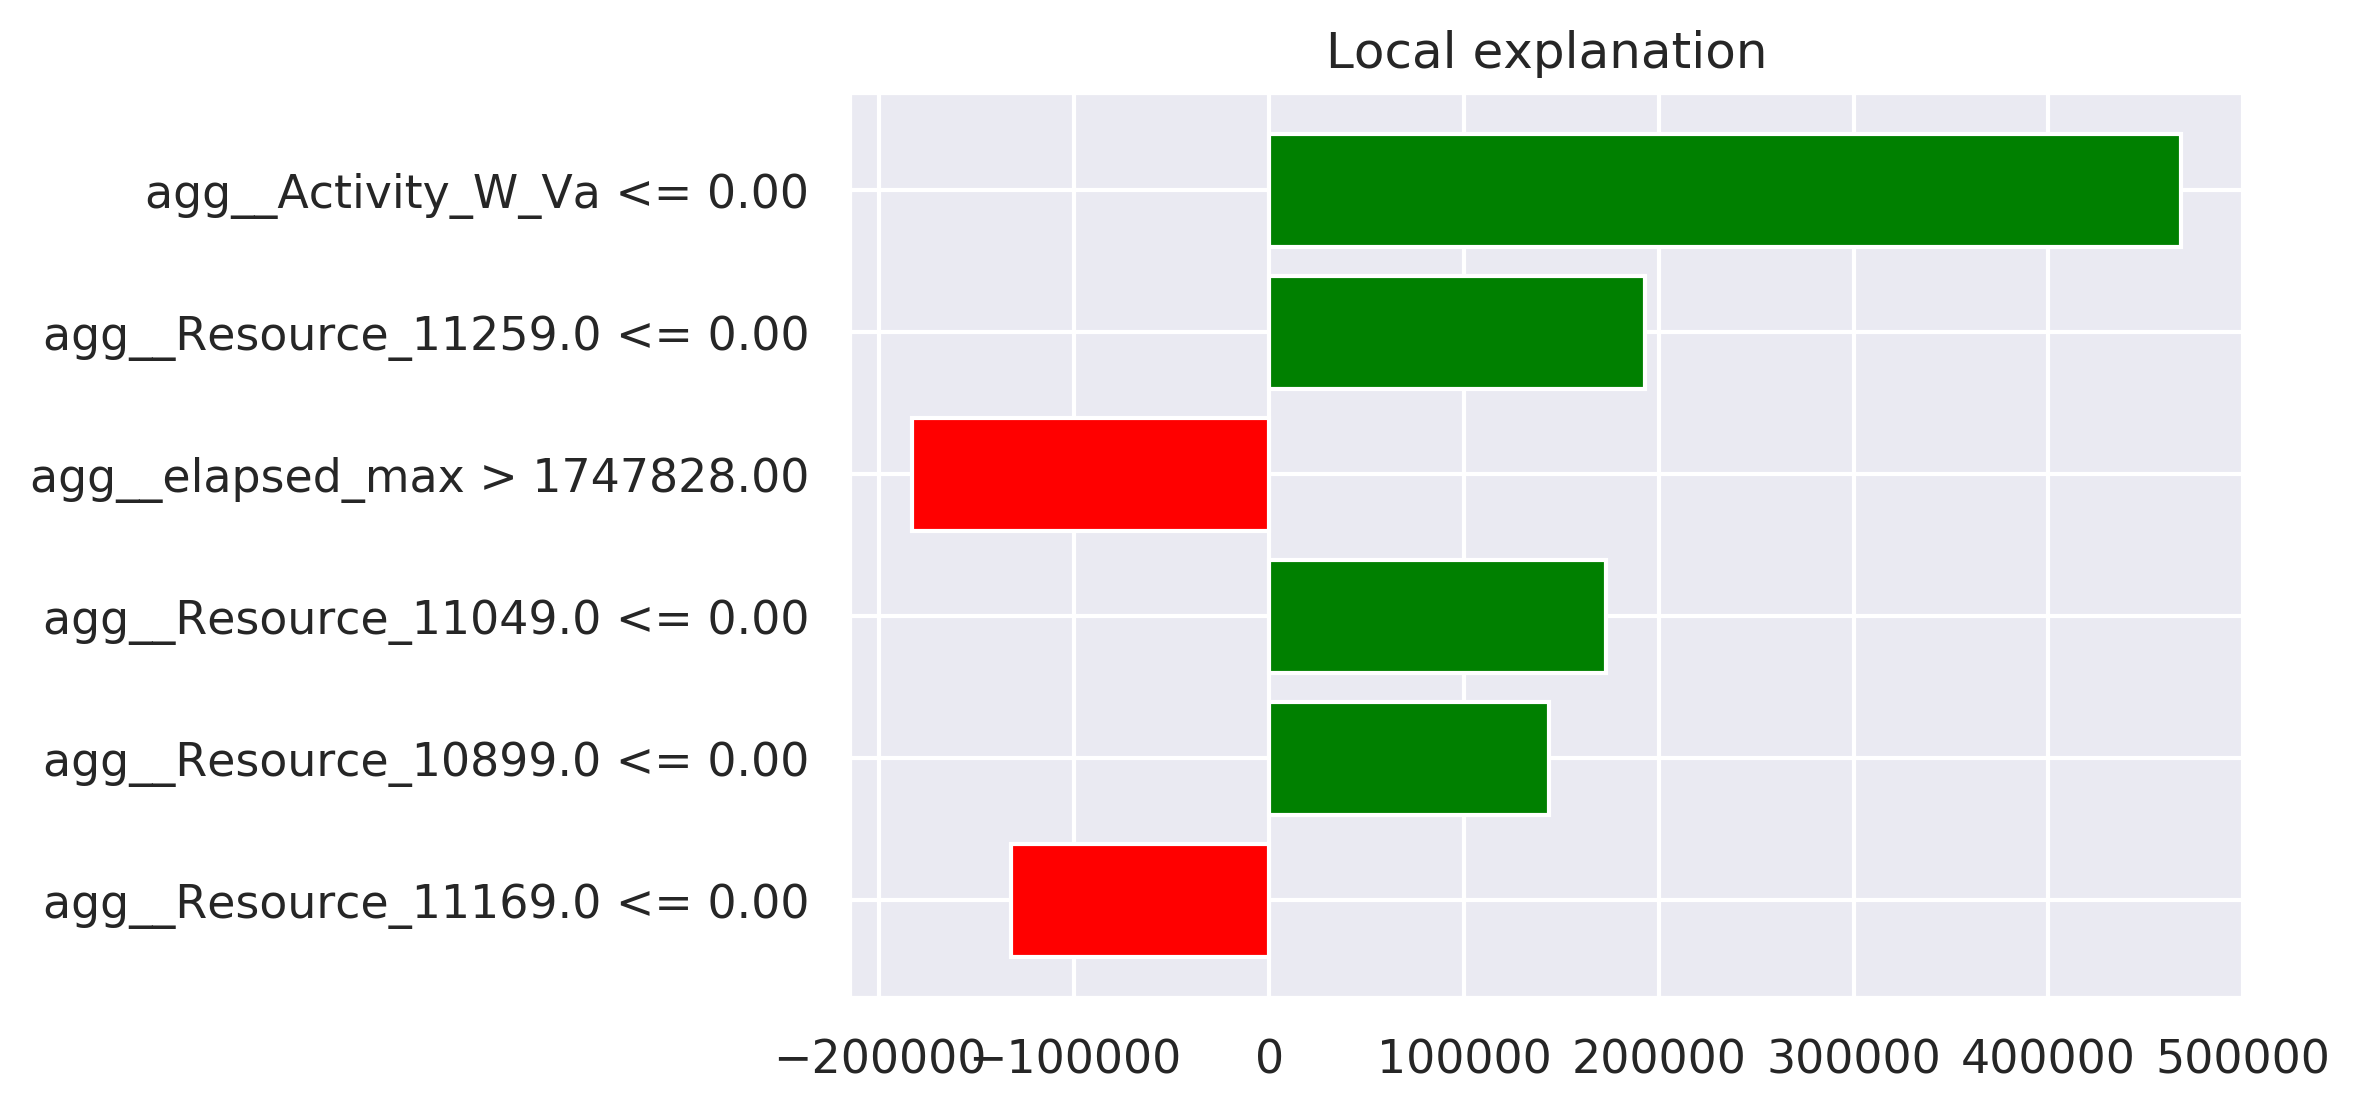 Local explanation
agg__Activity_W_Va <= 0.00
agg__Resource_11259.0 <= 0.00
agg__elapsed_max > 1747828.00
agg__Resource_11049.0 <= 0.00
agg__Resource_10899.0 <= 0.00
agg__Resource_11169.0 <= 0.00
−200000 −100000 0 100000 200000 300000 400000 500000